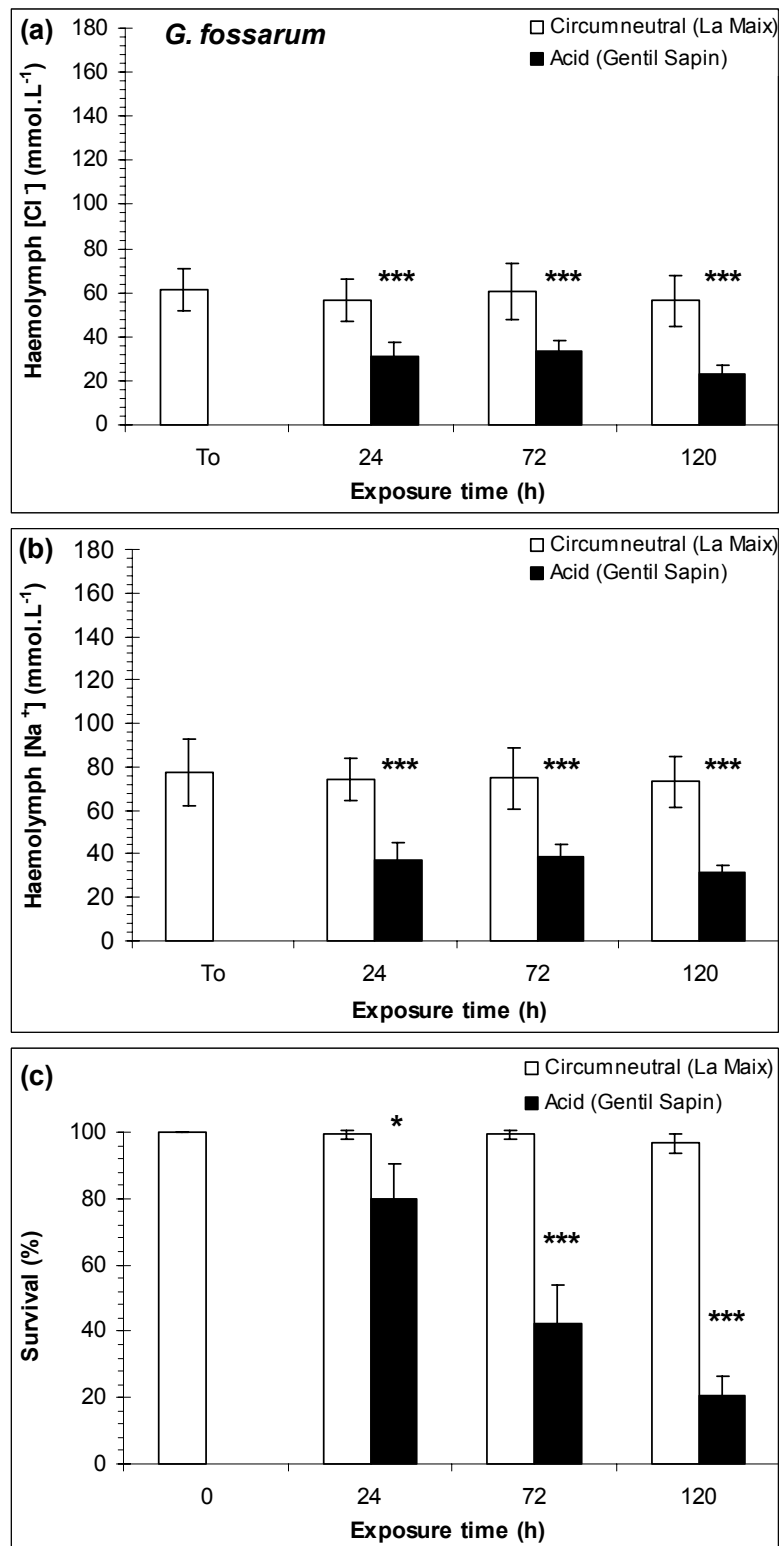 (a) G. fossarum
Circumneutral (La Maix)
Acid (Gentil Sapin)
Haemolymph [Cl⁻] (mmol.L⁻¹)
180
160
140
120
100
80
60
40
20
0
*** *** ***
To 24 72 120
Exposure time (h)
(b)
Circumneutral (La Maix)
Acid (Gentil Sapin)
Haemolymph [Na⁺] (mmol.L⁻¹)
180
160
140
120
100
80
60
40
20
0
*** *** ***
To 24 72 120
Exposure time (h)
(c)
Circumneutral (La Maix)
Acid (Gentil Sapin)
Survival (%)
100
80
60
40
20
0
*
***
***
0 24 72 120
Exposure time (h)